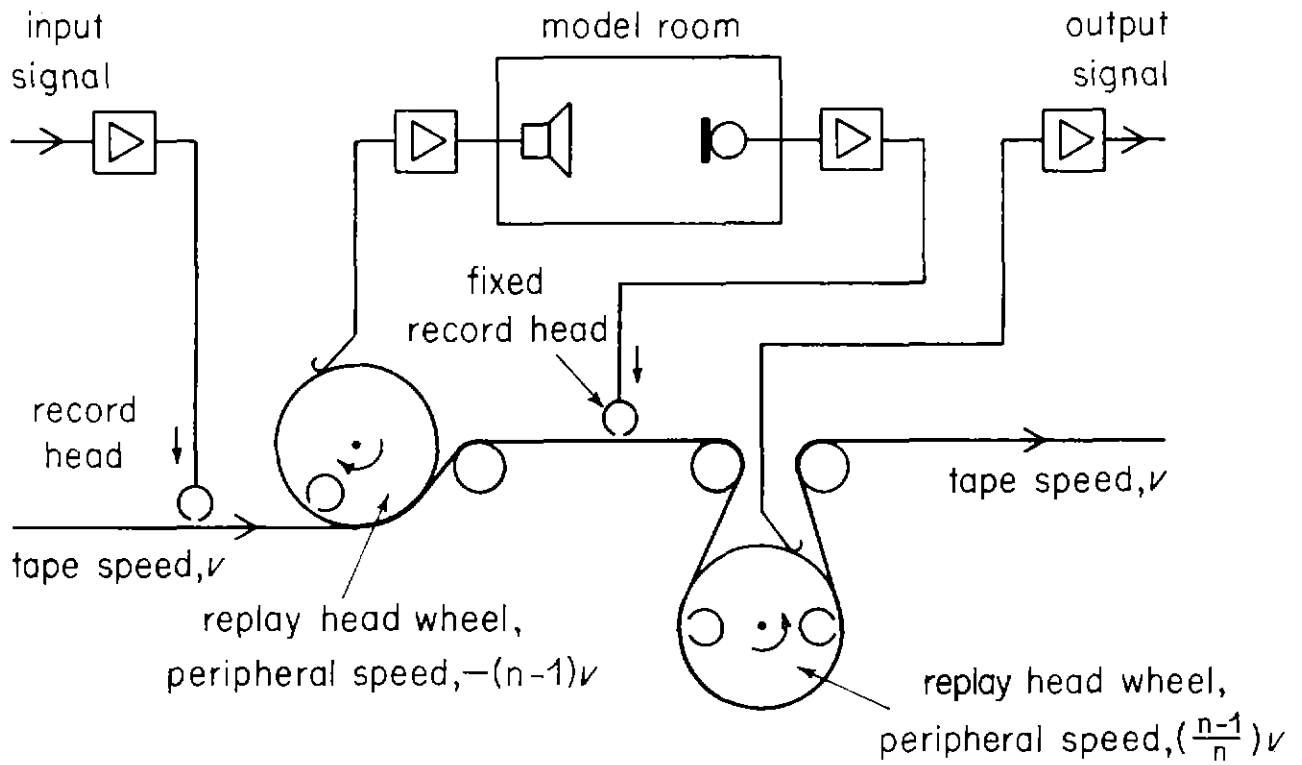 input
signal
model room
output
signal
fixed
record head
record
head
tape speed, v
tape speed, v
replay head wheel,
peripheral speed, –(n-1)v
replay head wheel,
peripheral speed, (n-1/n)v